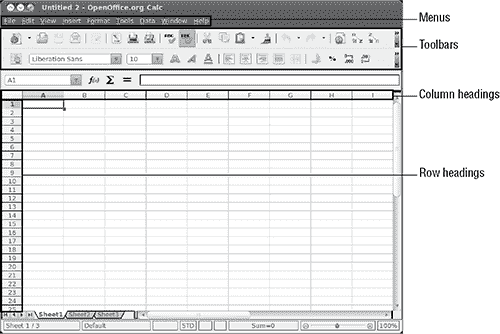 Untitled 2 - OpenOffice.org Calc
File Edit View Insert Format Tools Data Window Help
Menus
Toolbars
Liberation Sans 10
A1
Column headings
A B C D E F G H I
1
2
3
4
5
6
7
8
9
Row headings
10
11
12
13
14
15
16
17
18
19
20
21
22
23
24
25
Sheet1 Sheet2 Sheet3
Sheet 1 / 3 Default STD Sum=0 100%